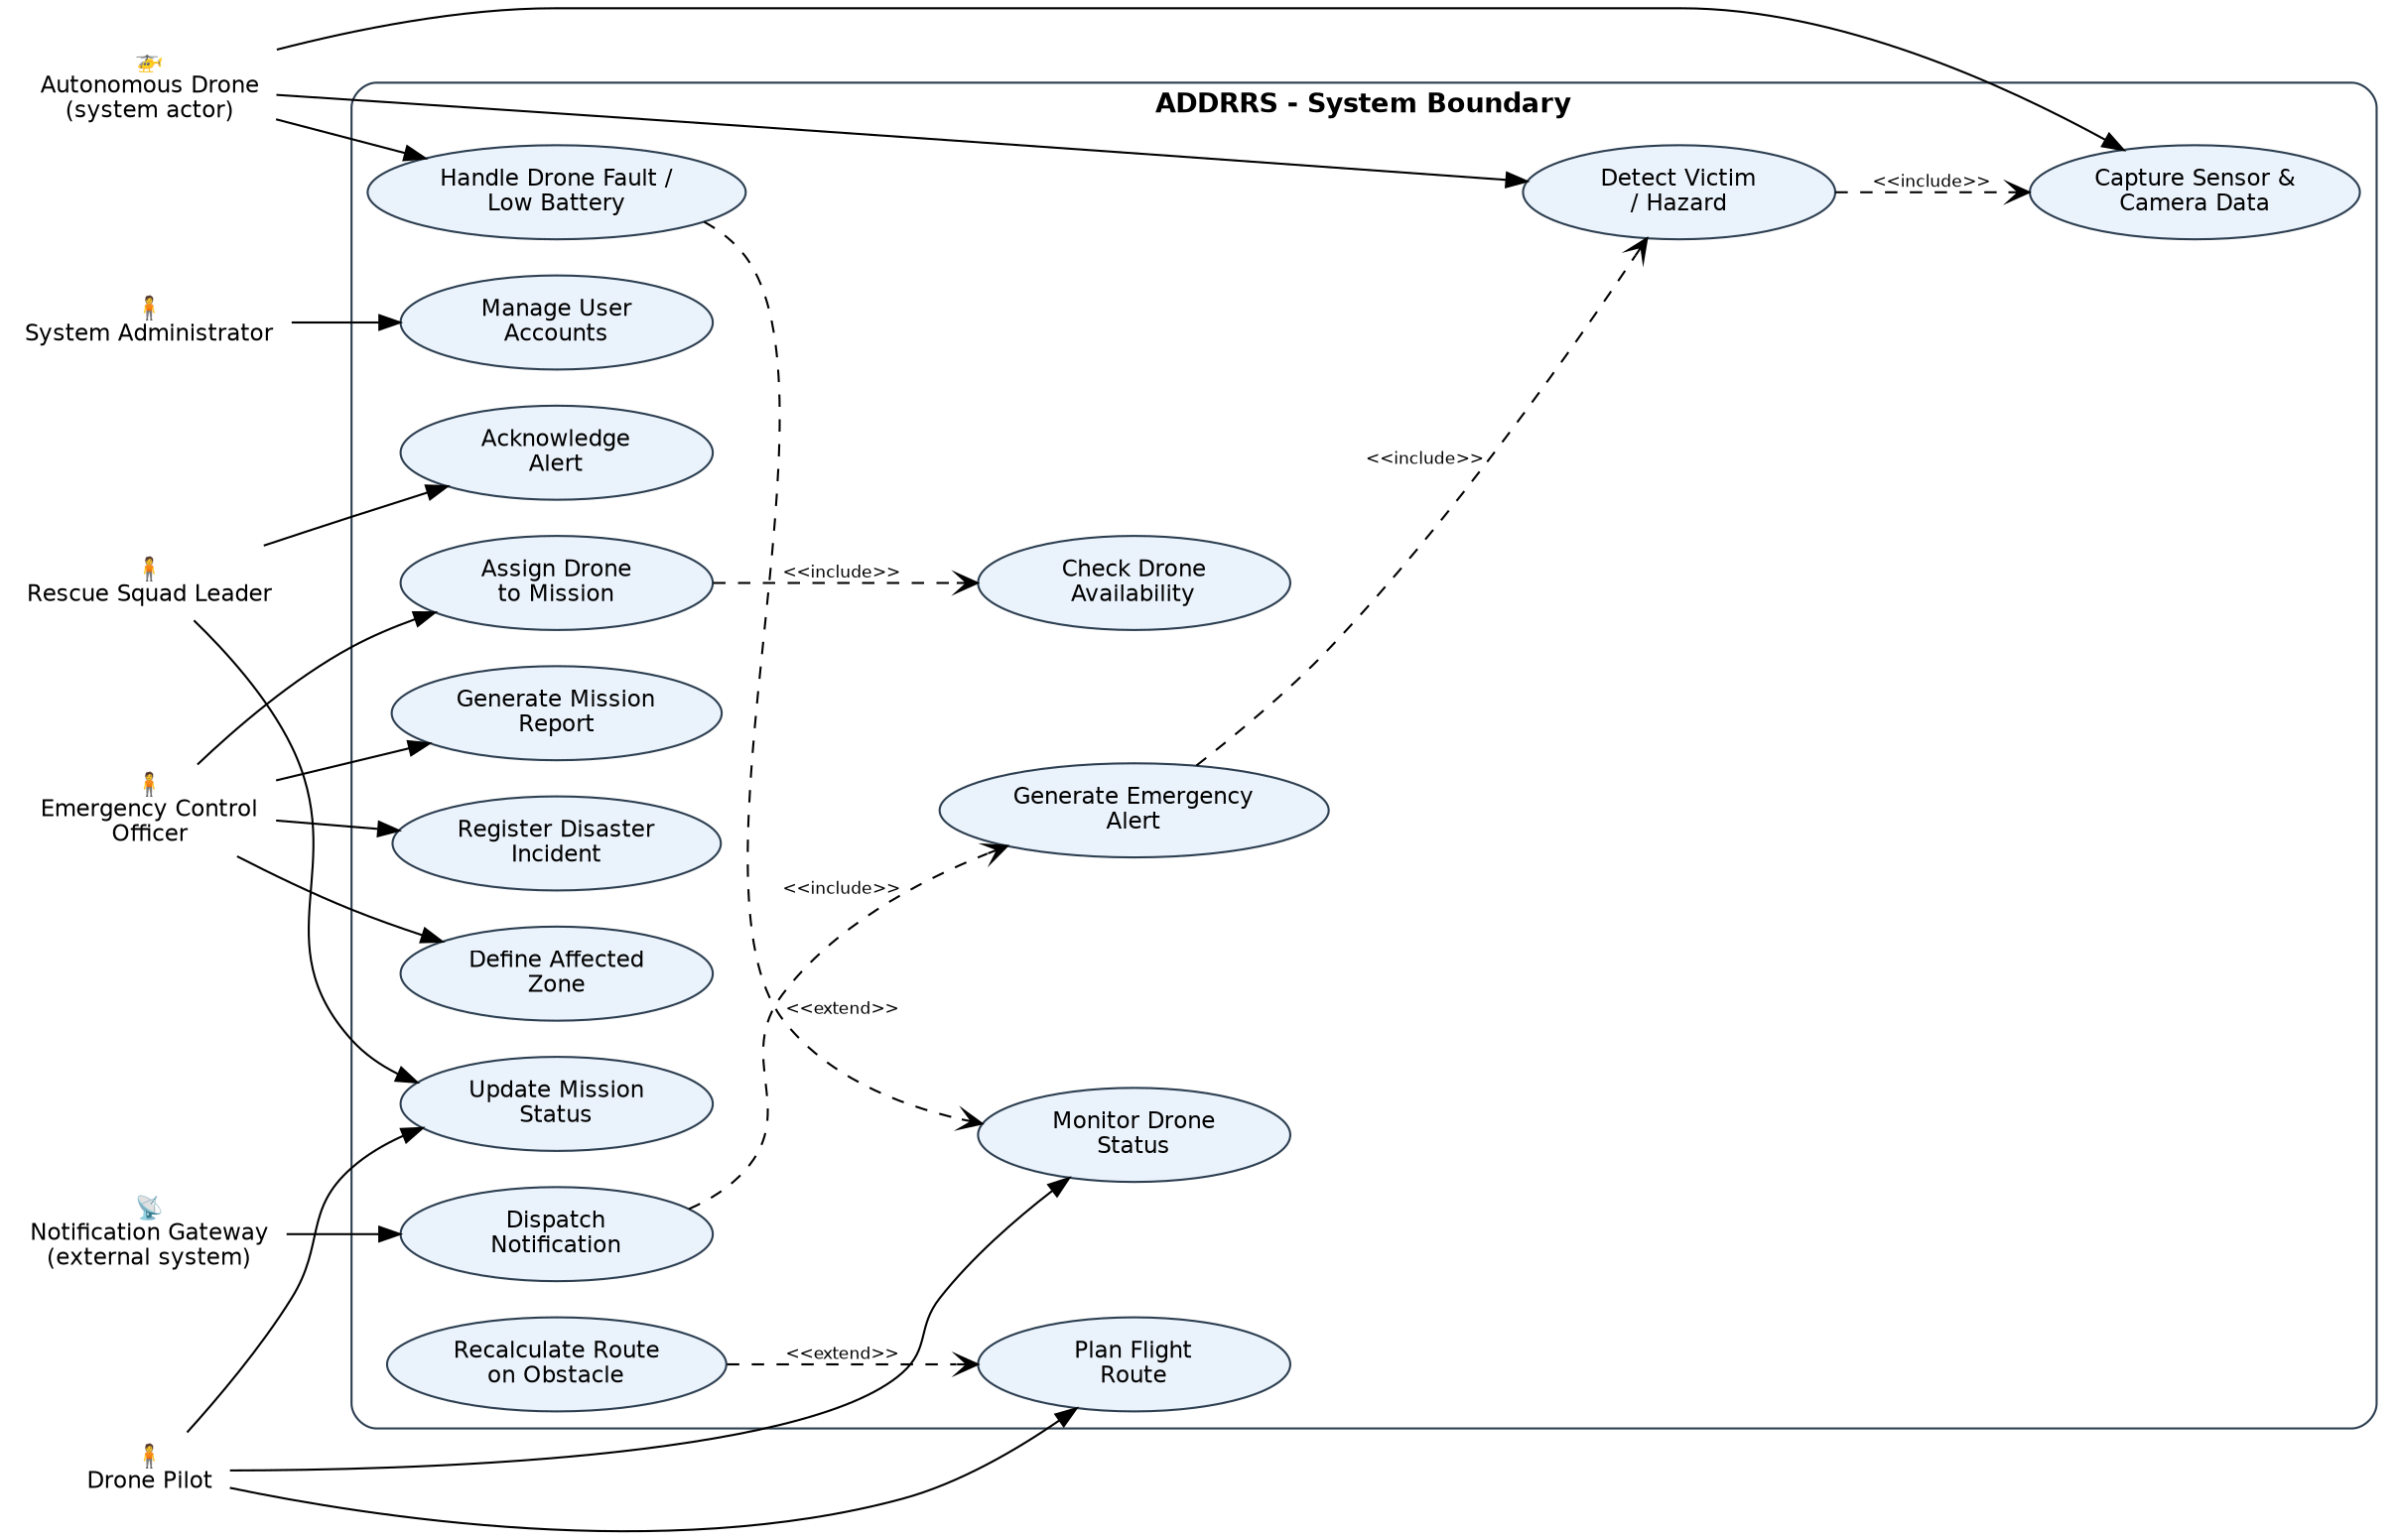 ADDRRS - System Boundary
Autonomous Drone
(system actor)
System Administrator
Rescue Squad Leader
Emergency Control
Officer
Notification Gateway
(external system)
Drone Pilot
Handle Drone Fault /
Low Battery
Manage User
Accounts
Acknowledge
Alert
Assign Drone
to Mission
Generate Mission
Report
Register Disaster
Incident
Define Affected
Zone
Update Mission
Status
Dispatch
Notification
Recalculate Route
on Obstacle
<<include>>
<<include>>
<<extend>>
<<extend>>
Check Drone
Availability
Generate Emergency
Alert
Monitor Drone
Status
Plan Flight
Route
<<include>>
Detect Victim
/ Hazard
<<include>>
Capture Sensor &
Camera Data